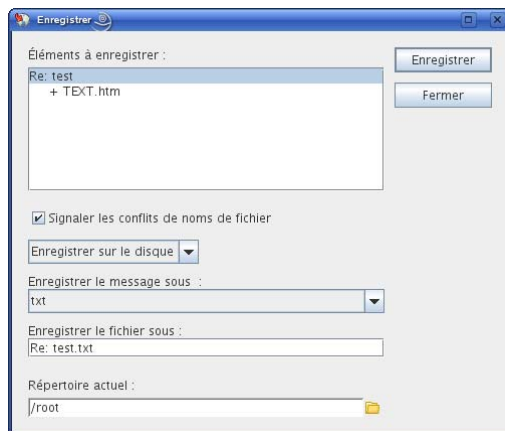 Enregistrer
Éléments à enregistrer :
Re: test
+ TEXT.htm
Enregistrer
Fermer
Signaler les conflits de noms de fichier
Enregistrer sur le disque
Enregistrer le message sous :
txt
Enregistrer le fichier sous :
Re: test.txt
Répertoire actuel :
/root